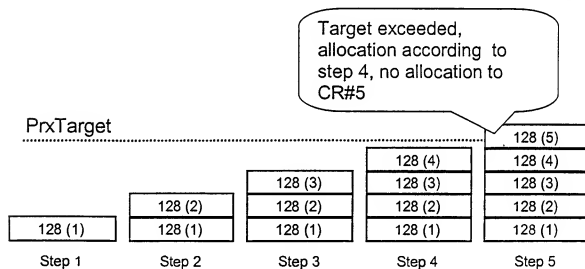 Target exceeded,
allocation according to
step 4, no allocation to
CR#5
PrxTarget
128 (5)
128 (4) 128 (4)
128 (3) 128 (3) 128 (3)
128 (2) 128 (2) 128 (2) 128 (2)
128 (1) 128 (1) 128 (1) 128 (1) 128 (1)
Step 1 Step 2 Step 3 Step 4 Step 5